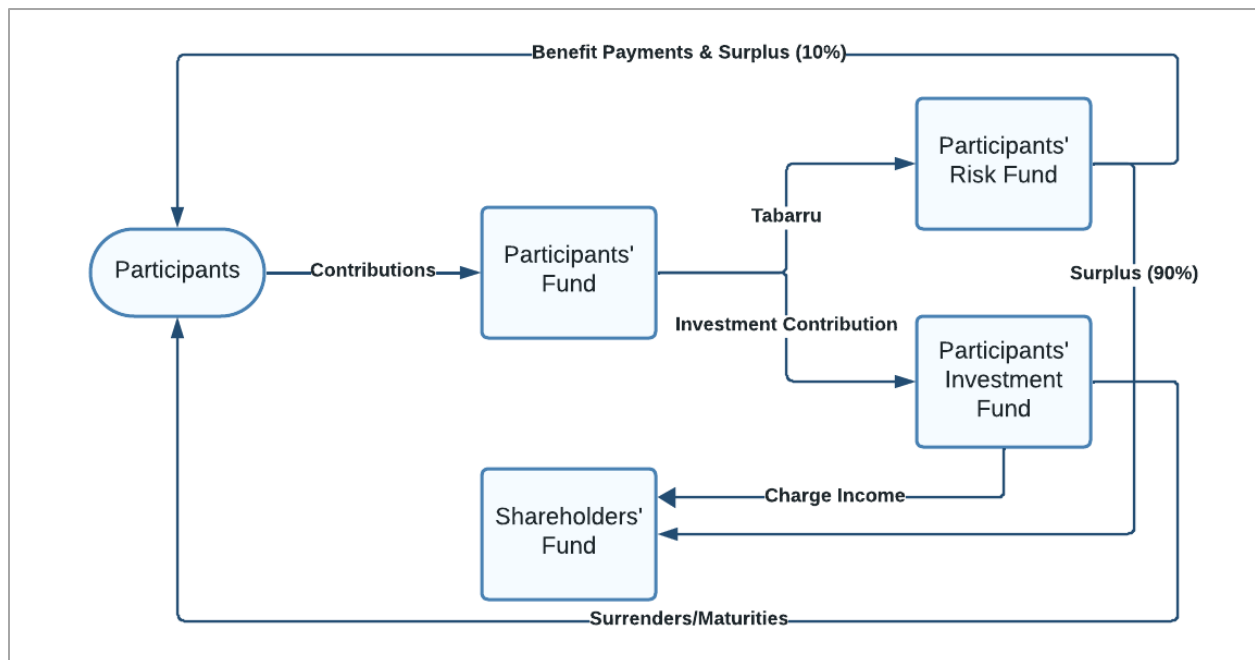 Benefit Payments & Surplus (10%)
Participants'
Risk Fund
Tabarru
Participants
Contributions
Participants'
Fund
Surplus (90%)
Investment Contribution
Participants'
Investment
Fund
Charge Income
Shareholders'
Fund
Surrenders/Maturities